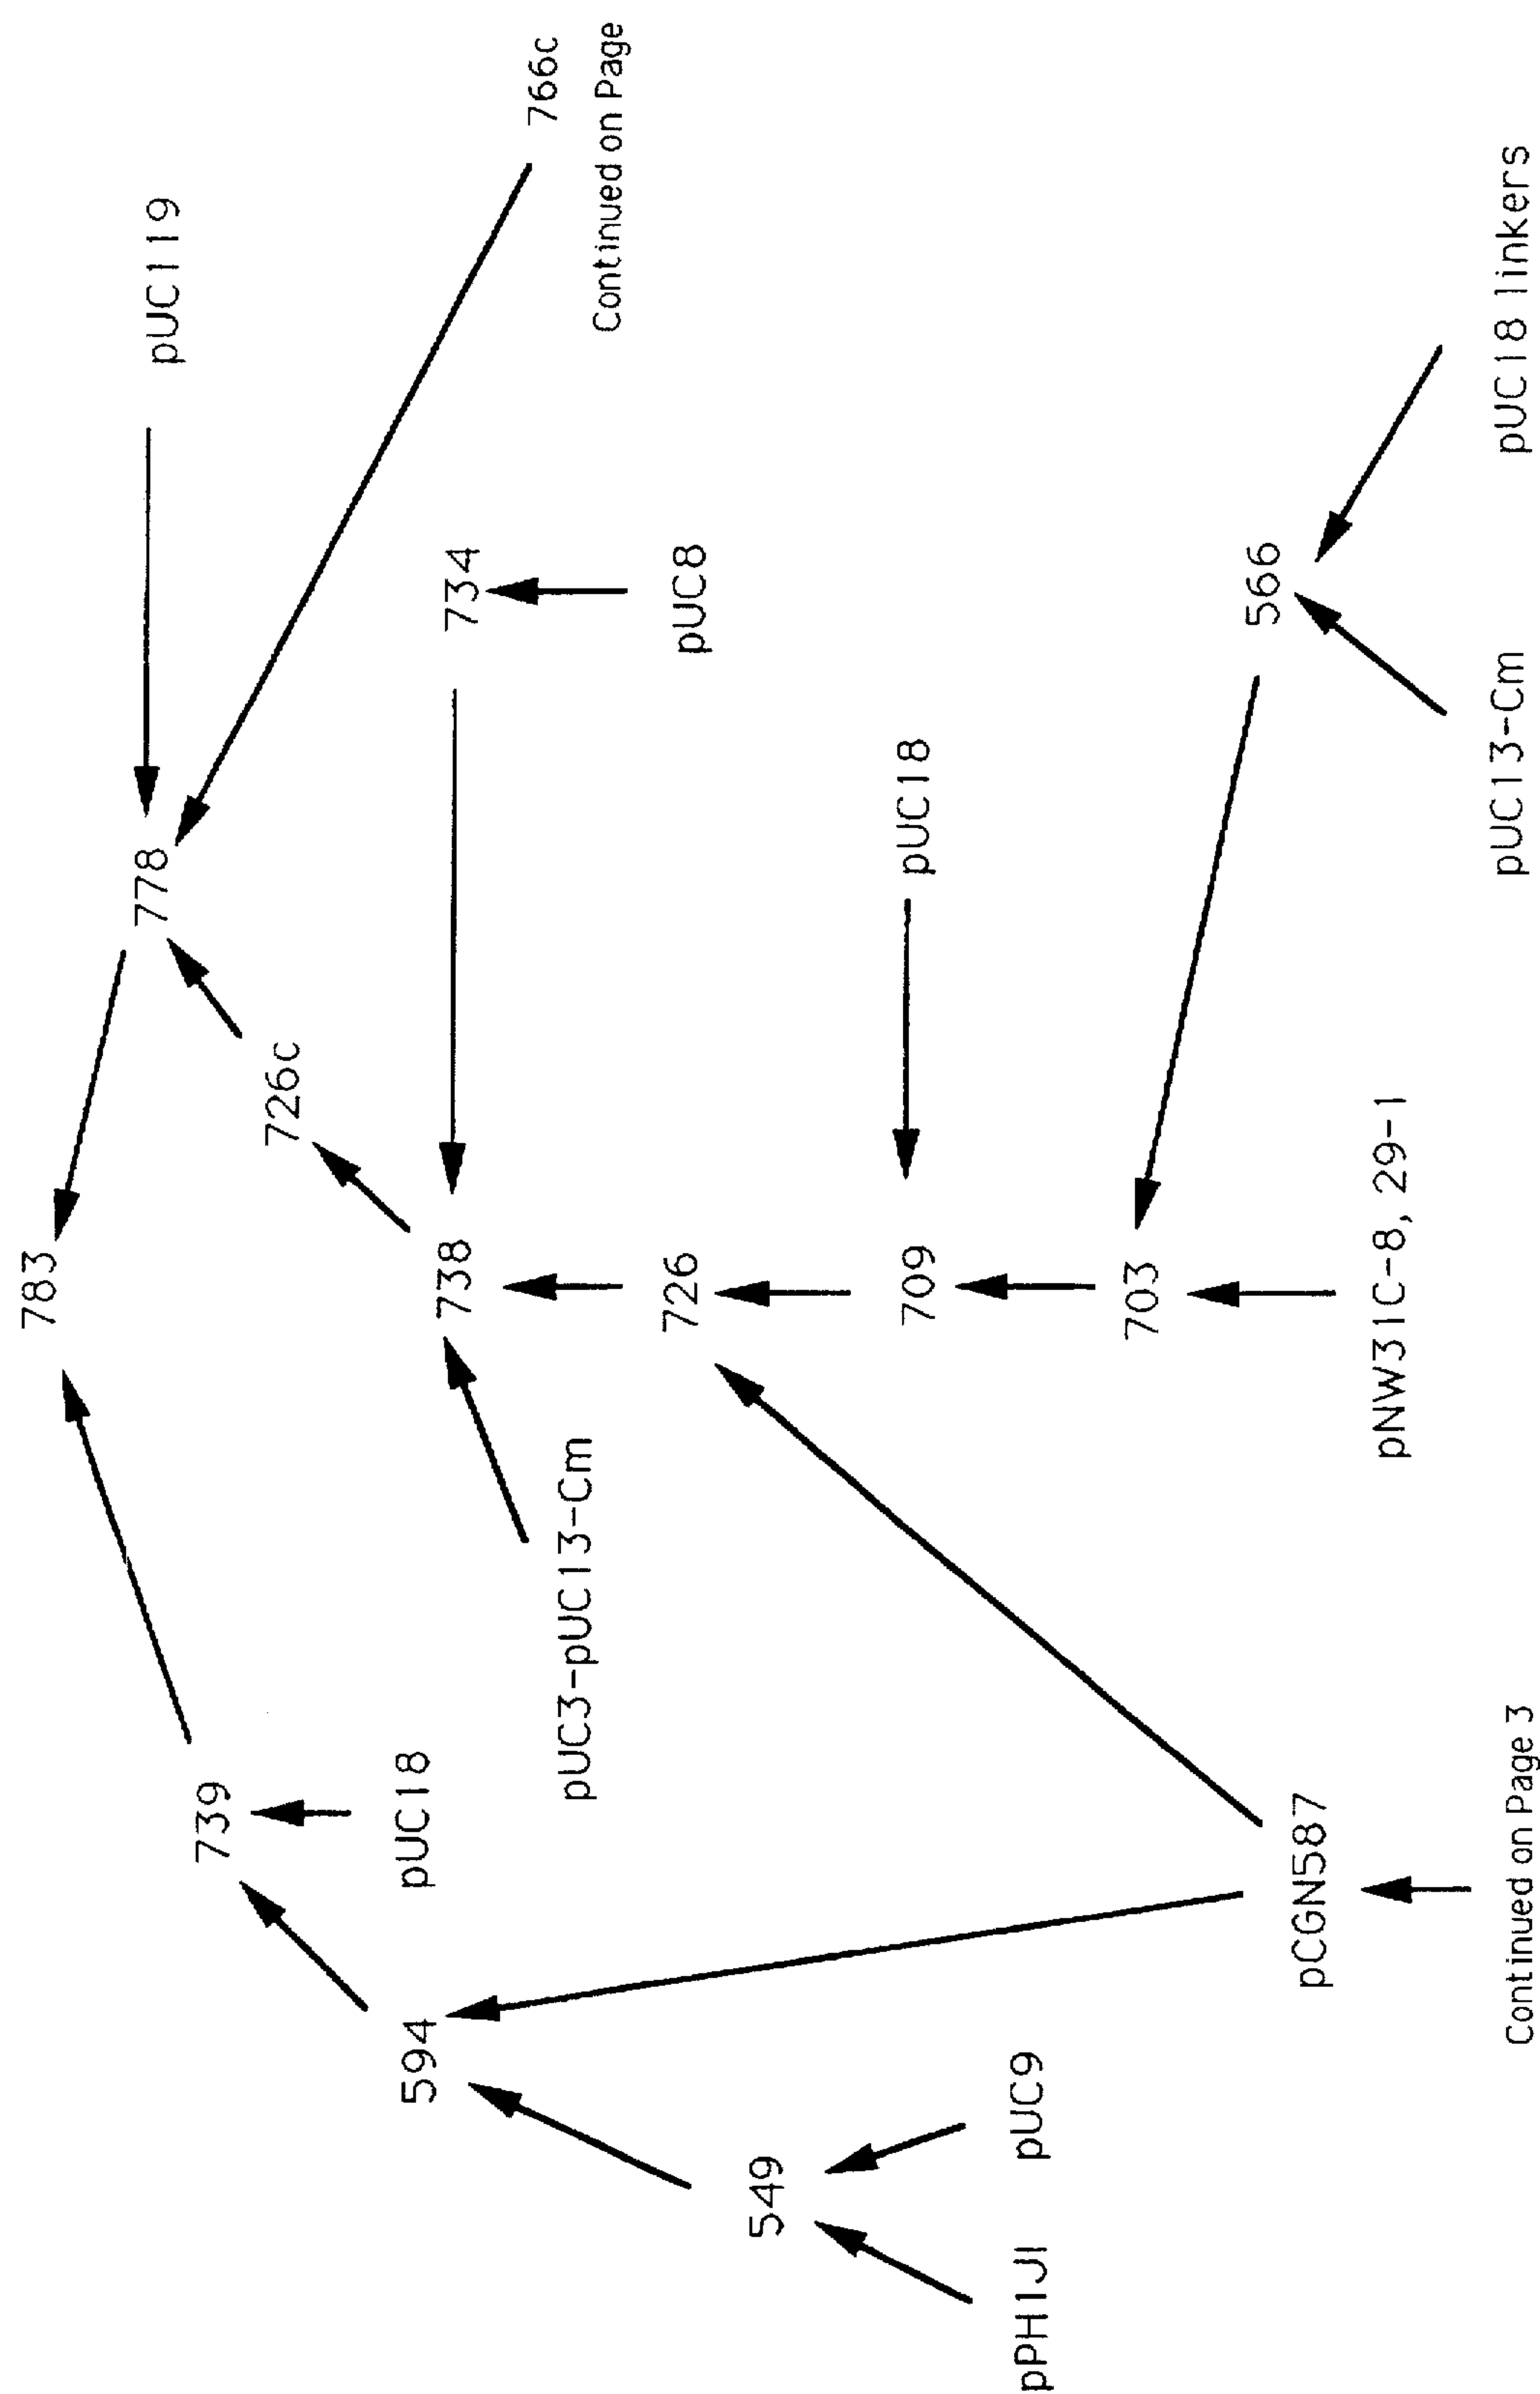 783
778
pUC119
739
726c
594
pUC18
738
734
766c
Continued on Page
pUC3-pUC13-Cm
726
pUC8
549
709
pUC18
pPH1JI
pUC9
703
566
pCGN587
pNW31C-8, 29-1
Continued on Page 3
pUC13-Cm
pUC18 linkers